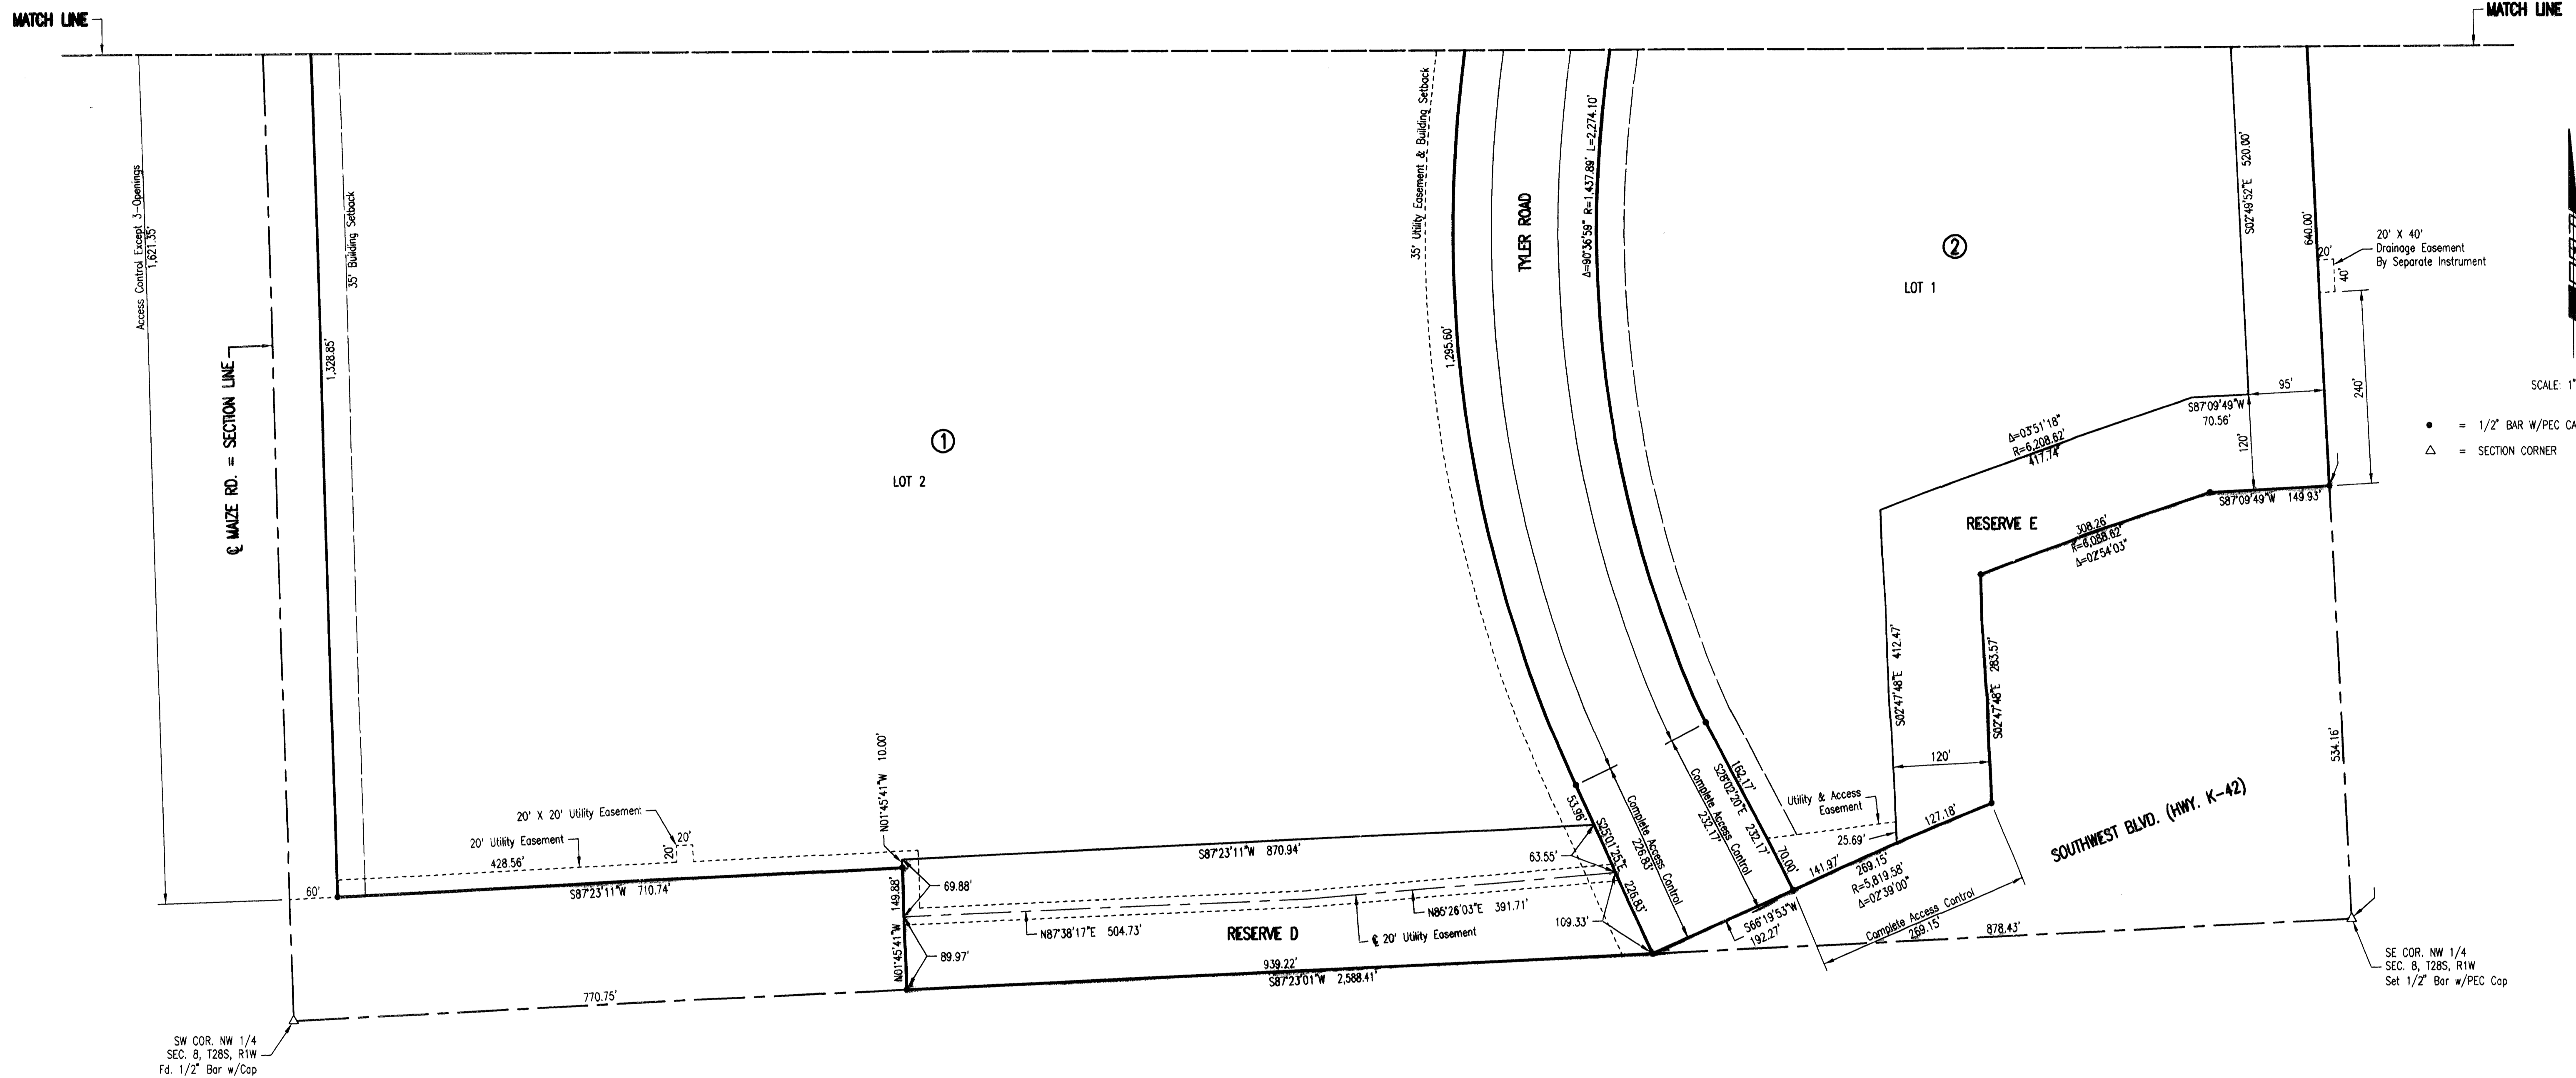 MATCH LINE
MATCH LINE
Access Control Except 3-Openings
1,621.35'
35' Building Setback
1,328.85'
℄ MAIZE RD. = SECTION LINE
①
LOT 2
35' Utility Easement & Building Setback
1,295.60'
TYLER ROAD
Δ=90°36'59" R=1,437.89' L=2,274.10'
②
LOT 1
S02°49'52"E 520.00'
640.00'
20'
40'
20' X 40'
Drainage Easement
By Separate Instrument
240'
95'
S87°09'49"W
70.56'
120'
SCALE: 1"
● = 1/2" BAR W/PEC CA
△ = SECTION CORNER
Δ=03°51'18"
R=6,208.62'
417.74'
RESERVE E
S87°09'49"W 149.93'
308.26'
R=6,088.62'
Δ=02°54'03"
S02°47'48"E 412.47'
S02°47'48"E 283.57'
120'
534.16'
SOUTHWEST BLVD. (HWY. K-42)
Utility & Access
Easement
25.69'
127.18'
141.97'
269.15'
R=5,819.58'
Δ=02°39'00"
Complete Access Control
269.15'
878.43'
162.17'
S28°02'20"E 232.17'
70.00'
Complete Access Control
232.17'
53.96'
S25°01'25"E 226.83'
Complete Access Control
226.83'
S66°19'53"W
192.27'
63.55'
109.33'
N01°45'41"W 10.00'
20' X 20' Utility Easement
20' Utility Easement
20'
20'
428.56'
60'
S87°23'11"W 710.74'
S87°23'11"W 870.94'
69.88'
N01°45'41"W 149.88'
89.97'
N87°38'17"E 504.73'
RESERVE D
℄ 20' Utility Easement
N85°26'03"E 391.71'
939.22'
S87°23'01"W 2,588.41'
770.75'
SW COR. NW 1/4
SEC. 8, T28S, R1W
Fd. 1/2" Bar w/Cap
SE COR. NW 1/4
SEC. 8, T28S, R1W
Set 1/2" Bar w/PEC Cap